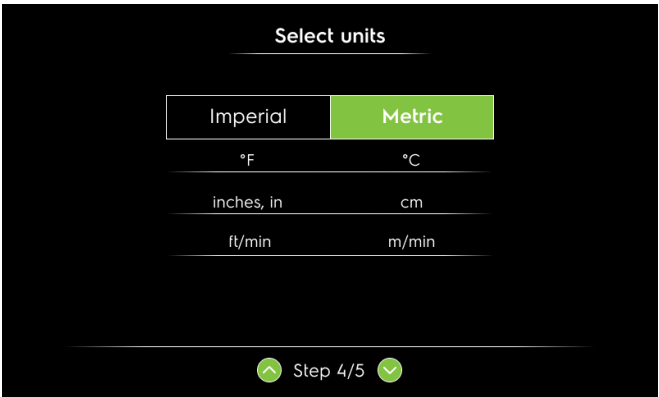 Select units
Imperial Metric
°F °C
inches, in cm
ft/min m/min
Step 4/5